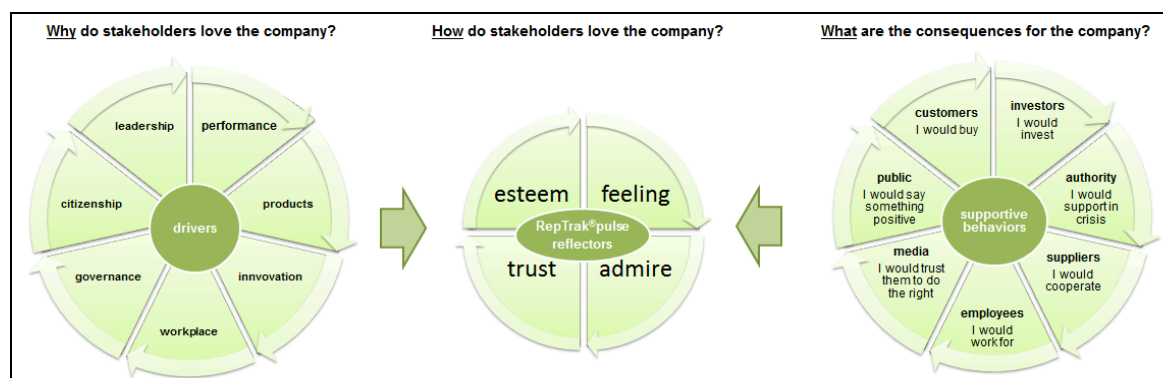 Why do stakeholders love the company?
leadership
performance
citizenship
products
drivers
governance
innvovation
workplace
How do stakeholders love the company?
esteem
feeling
RepTrak®pulse
reflectors
trust
admire
What are the consequences for the company?
customers
I would buy
investors
I would
invest
public
I would say
something
positive
authority
I would
support in
crisis
supportive
behaviors
media
I would trust
them to do
the right
suppliers
I would
cooperate
employees
I would
work for